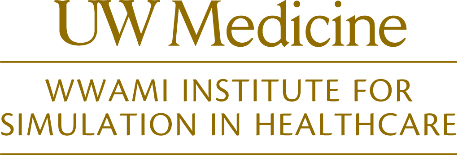 UW Medicine
WWAMI INSTITUTE FOR
SIMULATION IN HEALTHCARE